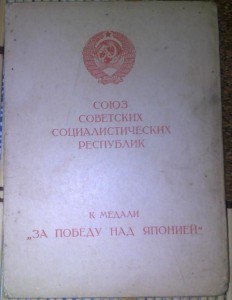 СОЮЗ
СОВЕТСКИХ
СОЦИАЛИСТИЧЕСКИХ
РЕСПУБЛИК
К МЕДАЛИ
„ЗА ПОБЕДУ НАД ЯПОНИЕЙ“